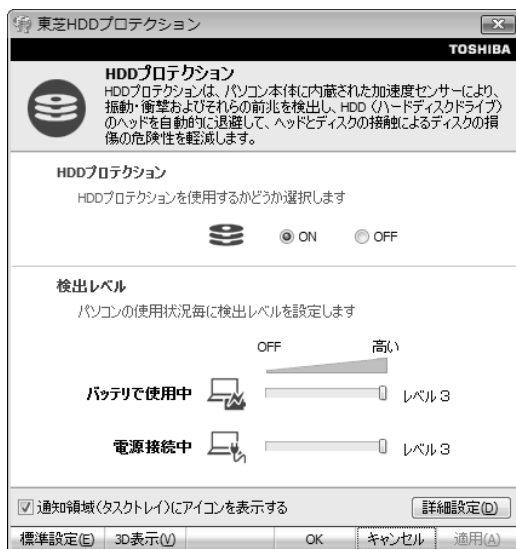 東芝HDDプロテクション
TOSHIBA
HDDプロテクション
HDDプロテクションは、パソコン本体に内蔵された加速度センサーにより、
振動・衝撃およびそれらの前兆を検出し、HDD（ハードディスクドライブ）
のヘッドを自動的に退避して、ヘッドとディスクの接触によるディスクの損
傷の危険性を軽減します。
HDDプロテクション
HDDプロテクションを使用するかどうか選択します
ON OFF
検出レベル
パソコンの使用状況毎に検出レベルを設定します
OFF 高い
バッテリで使用中 レベル 3
電源接続中 レベル 3
通知領域(タスクトレイ)にアイコンを表示する 詳細設定(D)
標準設定(E) 3D表示(V) OK キャンセル 適用(A)